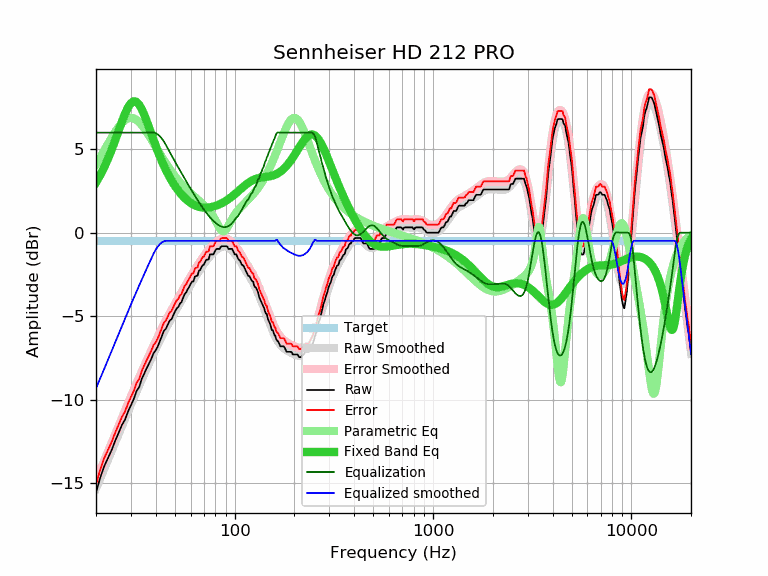 Sennheiser HD 212 PRO
Amplitude (dBr)
5
0
−5
−10
−15
Target
Raw Smoothed
Error Smoothed
Raw
Error
Parametric Eq
Fixed Band Eq
Equalization
Equalized smoothed
100
1000
10000
Frequency (Hz)